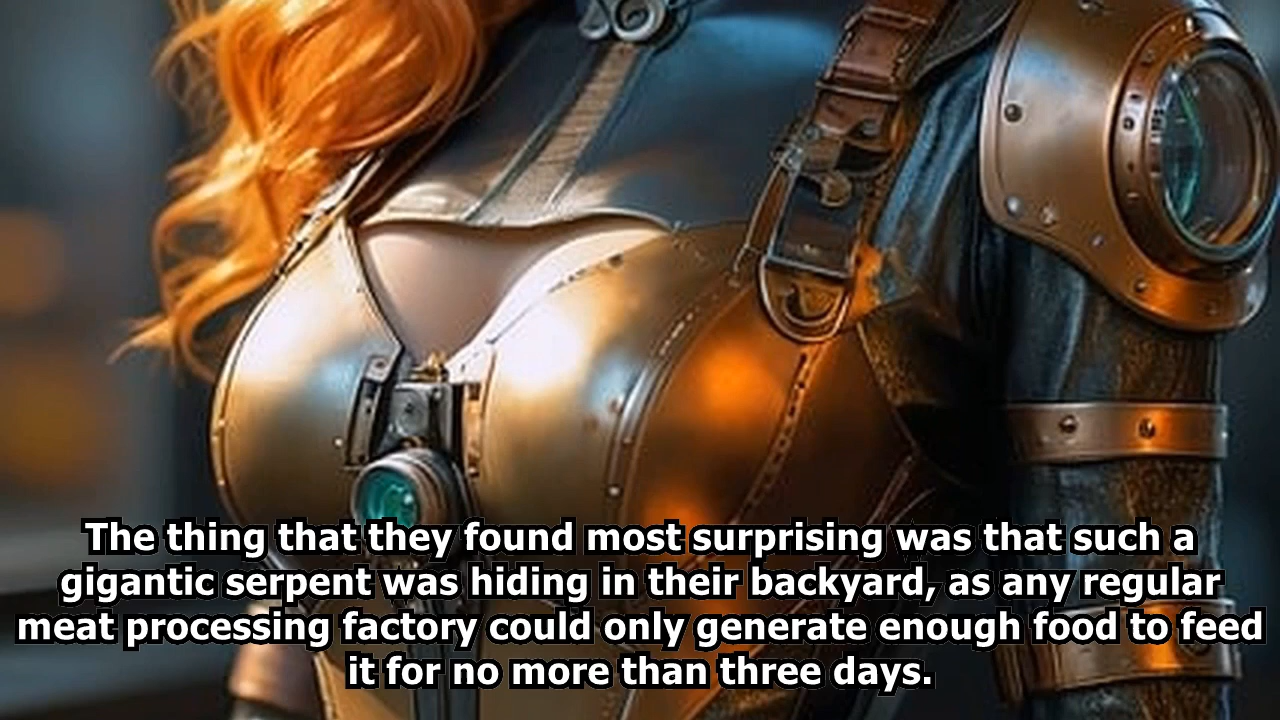 The thing that they found most surprising was that such a
gigantic serpent was hiding in their backyard, as any regular
meat processing factory could only generate enough food to feed
it for no more than three days.